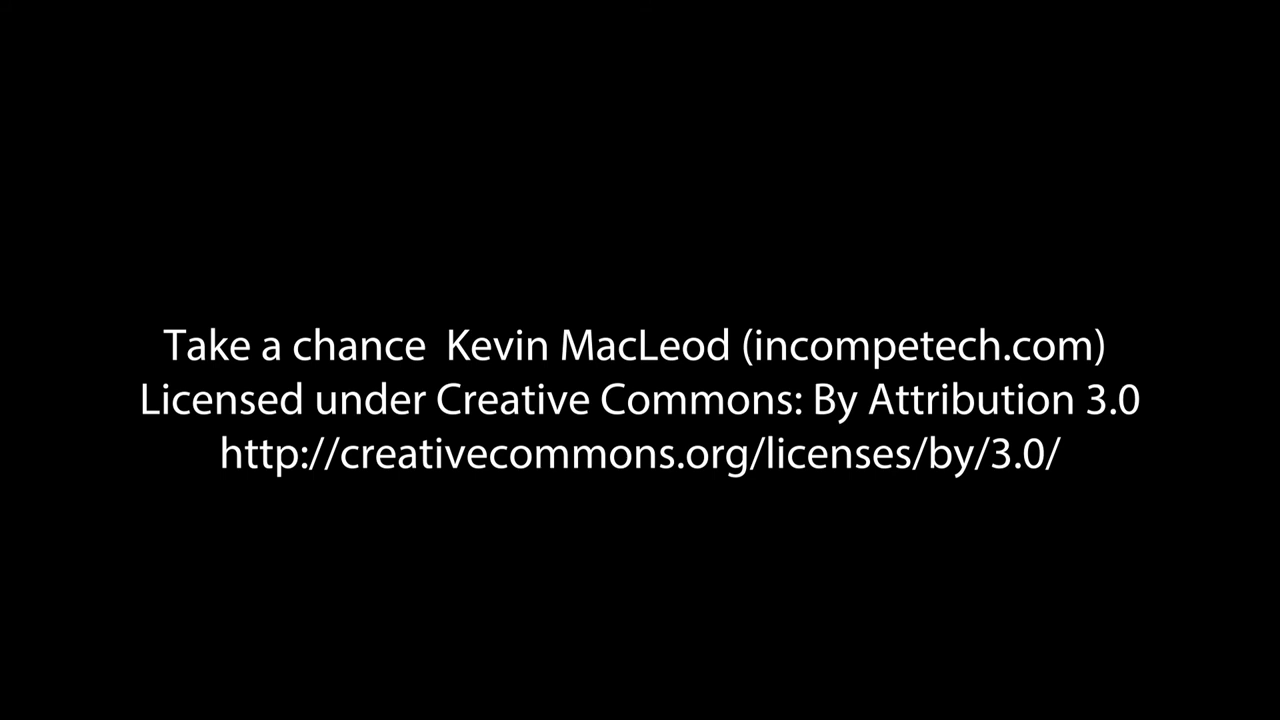 Take a chance  Kevin MacLeod (incompetech.com)
Licensed under Creative Commons: By Attribution 3.0
http://creativecommons.org/licenses/by/3.0/